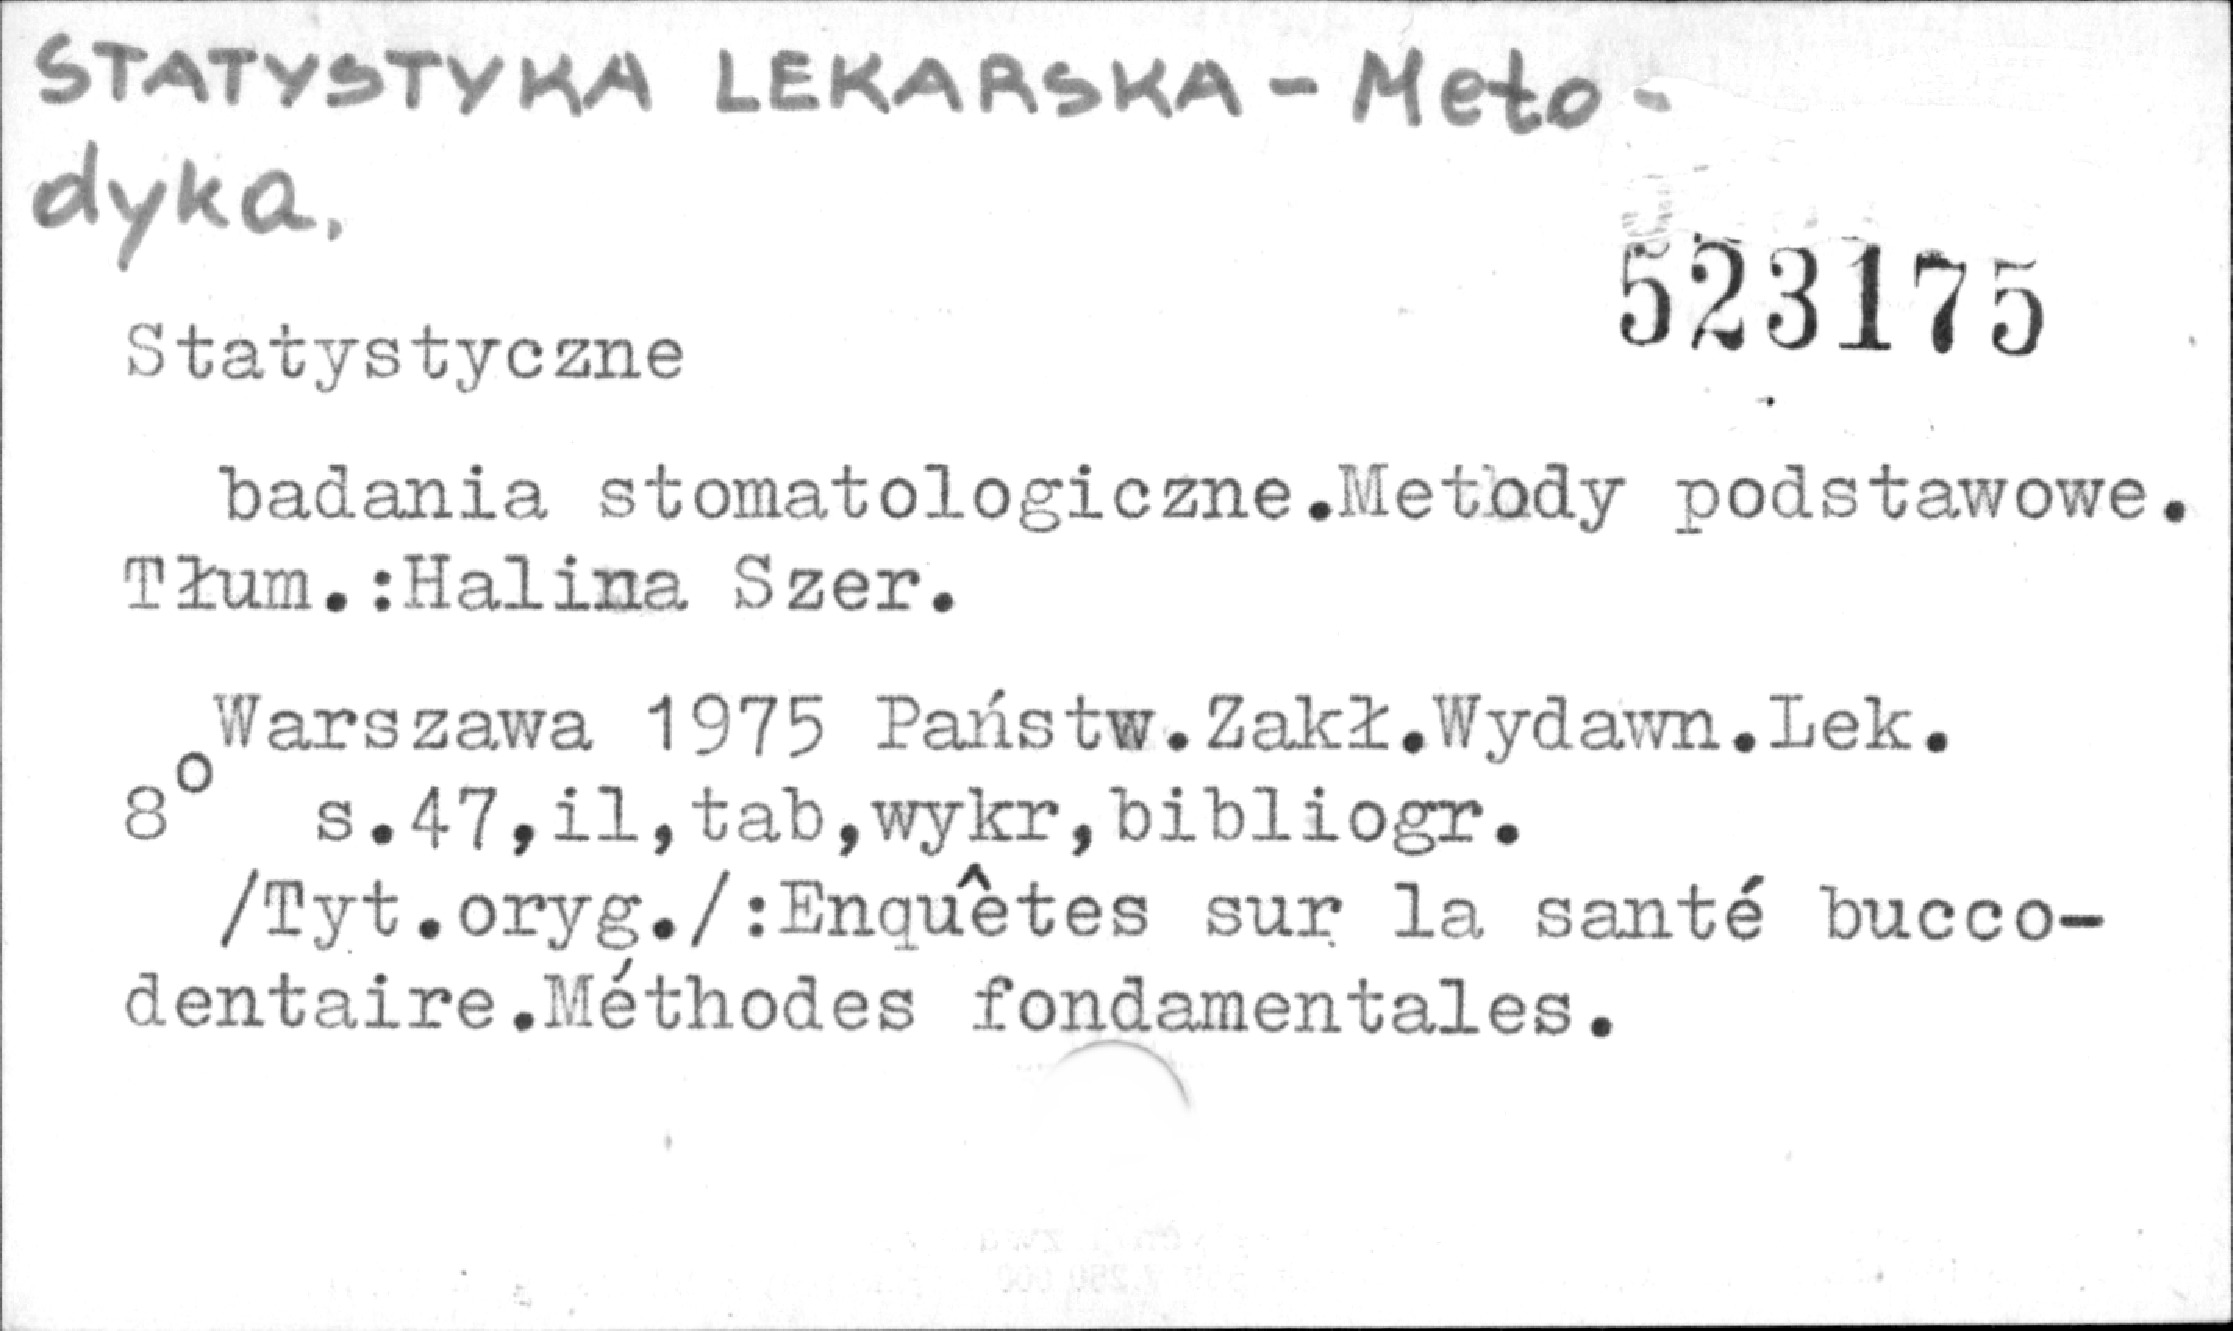 STATYSTYKA LEKARSKA - Meto-
dyka.
523175
Statystyczne
badania stomatologiczne.Metody podstawowe.
Tłum.:Halina Szer.
Warszawa 1975 Państw.Zakł.Wydawn.Lek.
8° s.47,il,tab,wykr,bibliogr.
/Tyt.oryg./:Enquêtes sur la santé bucco-
dentaire.Méthodes fondamentales.